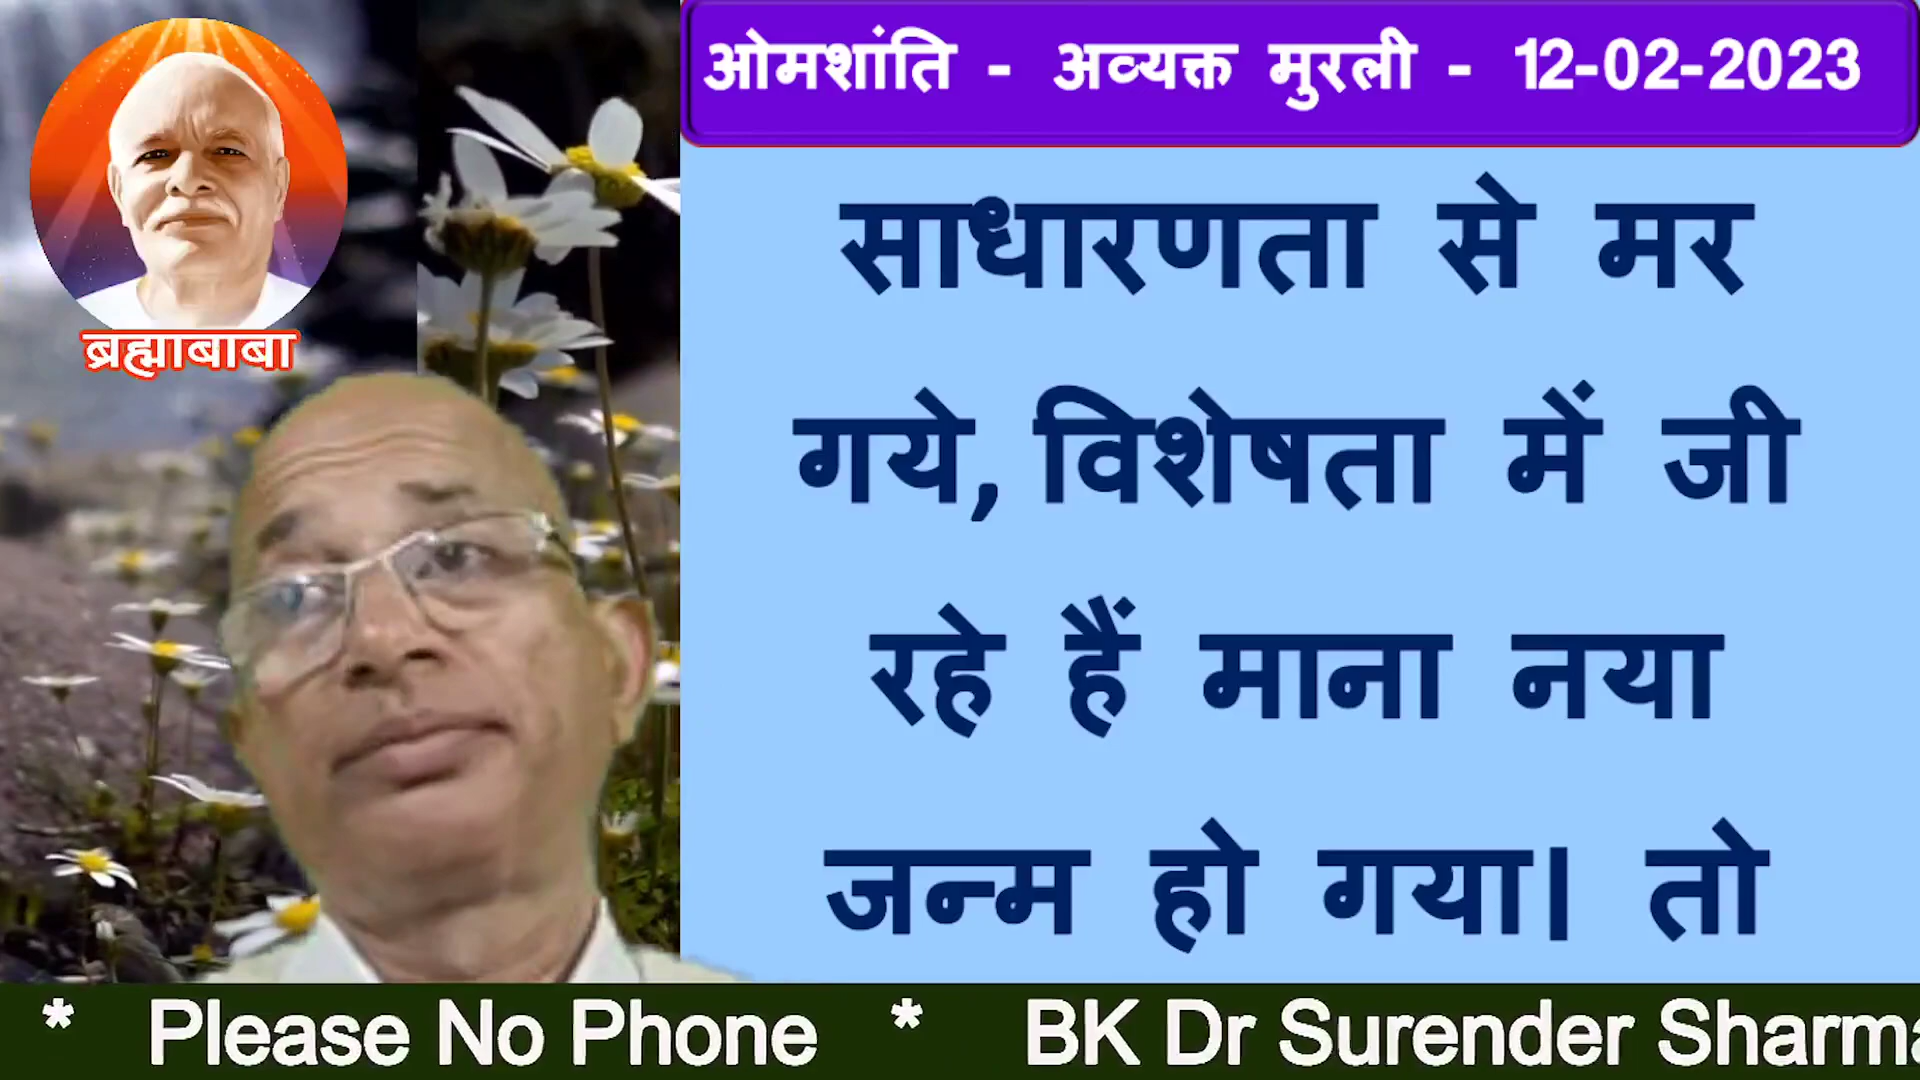 ओमशांति - अव्यक्त मुरली - 12-02-2023
ब्रह्माबाबा
साधारणता से मर
गये, विशेषता में जी
रहे हैं माना नया
जन्म हो गया। तो
* Please No Phone * BK Dr Surender Sharma